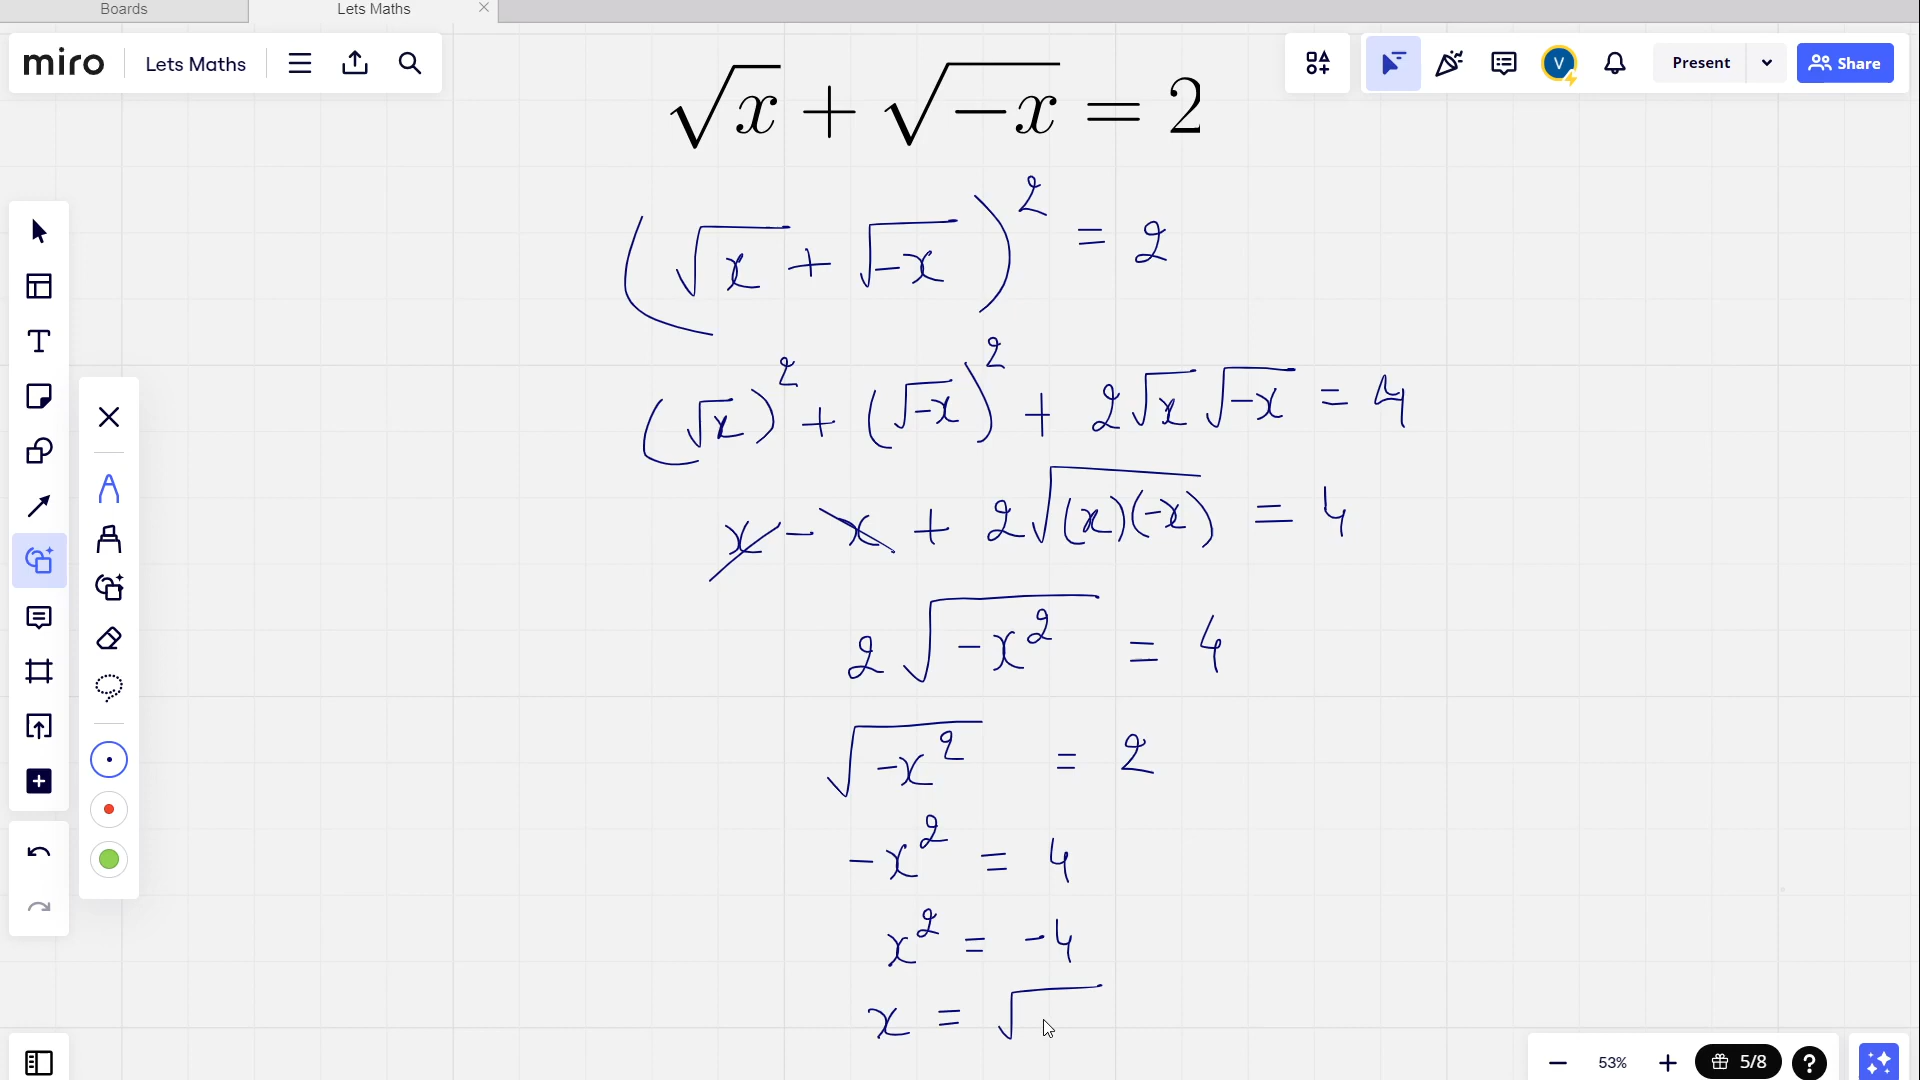 Boards Lets Maths
miro Lets Maths V Present Share
√x + √−x = 2
(√x + √−x)² = 2
(√x)² + (√−x)² + 2√x √−x = 4
x − x + 2√(x)(−x) = 4
2√−x² = 4
√−x² = 2
−x² = 4
x² = −4
x = √
53% 5/8 ?